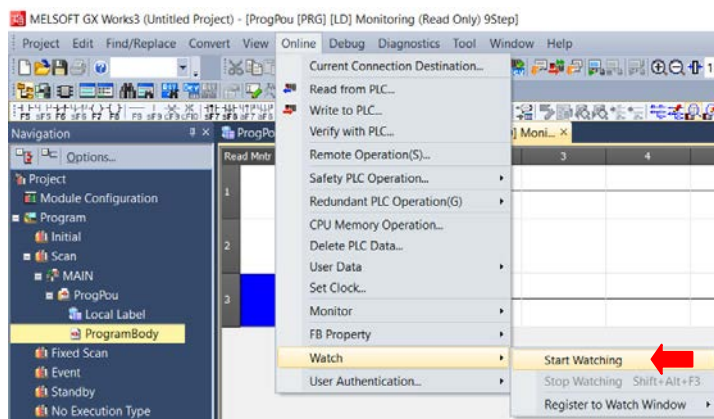 MELSOFT GX Works3 (Untitled Project) - [ProgPou [PRG] [LD] Monitoring (Read Only) 9Step]
Project Edit Find/Replace Convert View Online Debug Diagnostics Tool Window Help
Navigation
Options...
Project
Module Configuration
Program
Initial
Scan
MAIN
ProgPou
Local Label
ProgramBody
Fixed Scan
Event
Standby
No Execution Type
ProgPo
] Moni...
Read Mntr
3 4
1
2
3
Current Connection Destination...
Read from PLC...
Write to PLC...
Verify with PLC...
Remote Operation(S)...
Safety PLC Operation...
Redundant PLC Operation(G)
CPU Memory Operation...
Delete PLC Data...
User Data
Set Clock...
Monitor
FB Property
Watch
User Authentication...
Start Watching
Stop Watching Shift+Alt+F3
Register to Watch Window